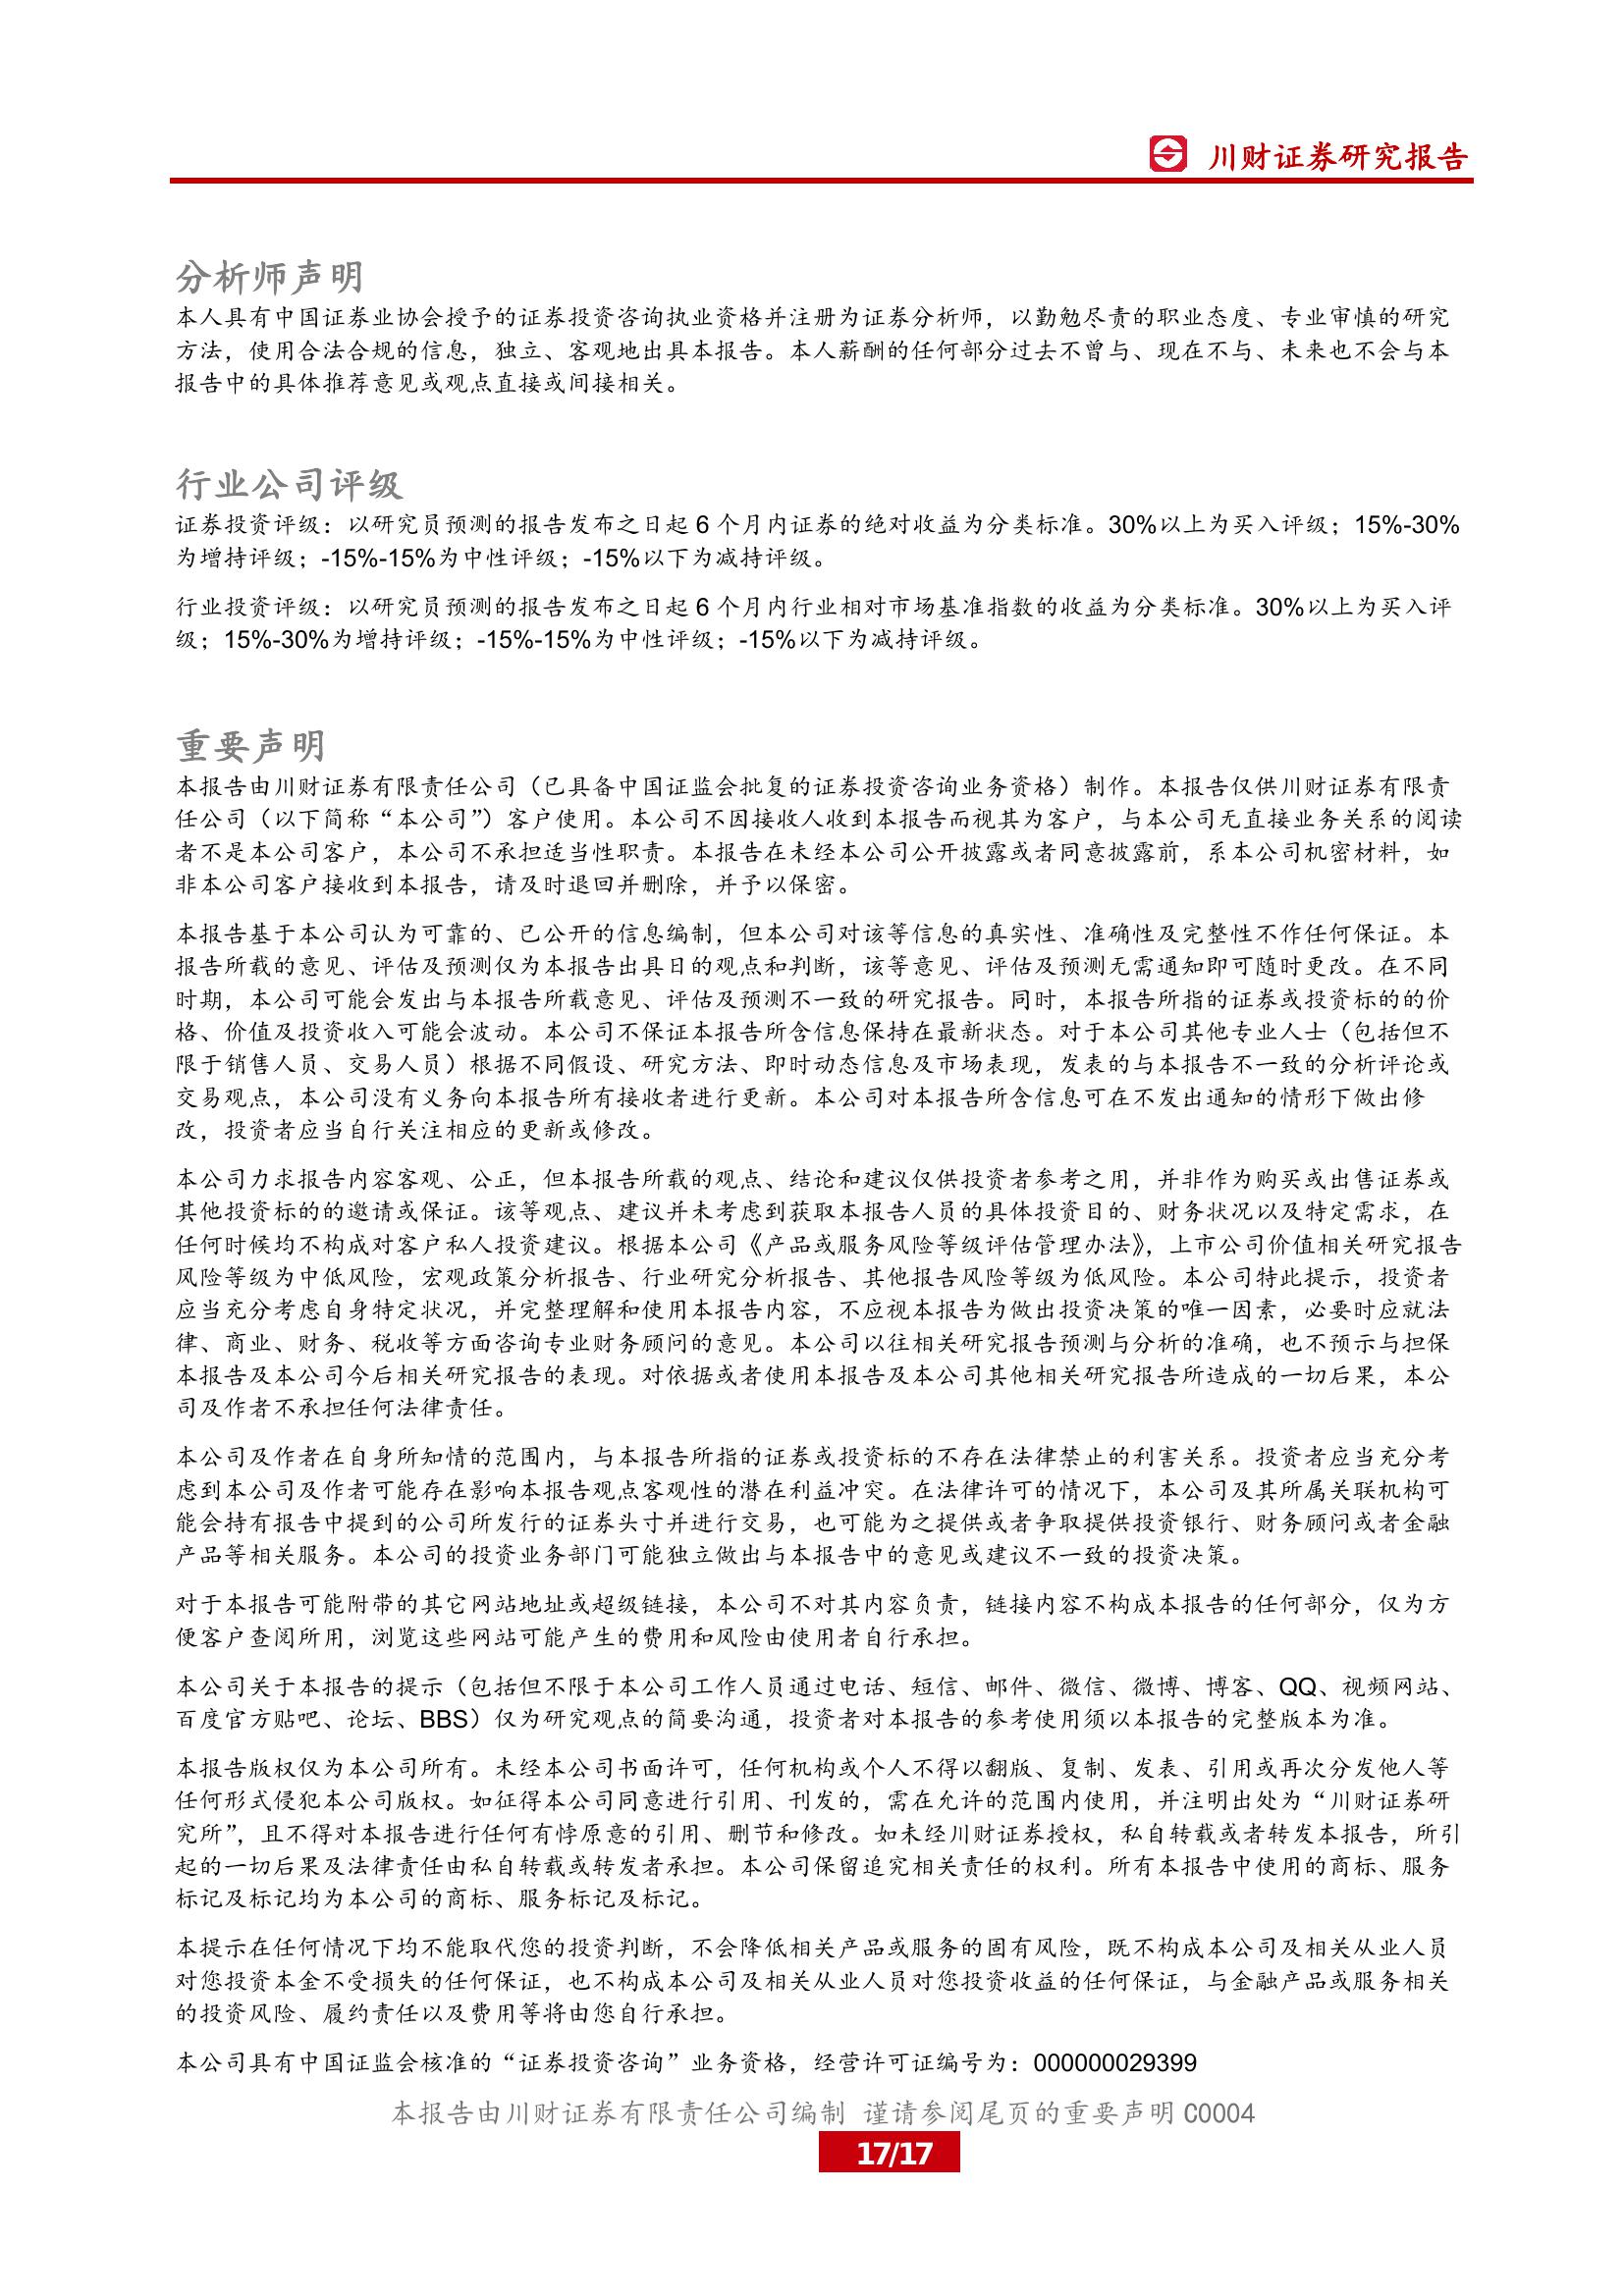 川财证券研究报告
分析师声明
本人具有中国证券业协会授予的证券投资咨询执业资格并注册为证券分析师，以勤勉尽责的职业态度、专业审慎的研究
方法，使用合法合规的信息，独立、客观地出具本报告。本人薪酬的任何部分过去不曾与、现在不与、未来也不会与本
报告中的具体推荐意见或观点直接或间接相关。
行业公司评级
证券投资评级：以研究员预测的报告发布之日起 6 个月内证券的绝对收益为分类标准。30%以上为买入评级；15%-30%
为增持评级；-15%-15%为中性评级；-15%以下为减持评级。
行业投资评级：以研究员预测的报告发布之日起 6 个月内行业相对市场基准指数的收益为分类标准。30%以上为买入评
级；15%-30%为增持评级；-15%-15%为中性评级；-15%以下为减持评级。
重要声明
本报告由川财证券有限责任公司（已具备中国证监会批复的证券投资咨询业务资格）制作。本报告仅供川财证券有限责
任公司（以下简称“本公司”）客户使用。本公司不因接收人收到本报告而视其为客户，与本公司无直接业务关系的阅读
者不是本公司客户，本公司不承担适当性职责。本报告在未经本公司公开披露或者同意披露前，系本公司机密材料，如
非本公司客户接收到本报告，请及时退回并删除，并予以保密。
本报告基于本公司认为可靠的、已公开的信息编制，但本公司对该等信息的真实性、准确性及完整性不作任何保证。本
报告所载的意见、评估及预测仅为本报告出具日的观点和判断，该等意见、评估及预测无需通知即可随时更改。在不同
时期，本公司可能会发出与本报告所载意见、评估及预测不一致的研究报告。同时，本报告所指的证券或投资标的的价
格、价值及投资收入可能会波动。本公司不保证本报告所含信息保持在最新状态。对于本公司其他专业人士（包括但不
限于销售人员、交易人员）根据不同假设、研究方法、即时动态信息及市场表现，发表的与本报告不一致的分析评论或
交易观点，本公司没有义务向本报告所有接收者进行更新。本公司对本报告所含信息可在不发出通知的情形下做出修
改，投资者应当自行关注相应的更新或修改。
本公司力求报告内容客观、公正，但本报告所载的观点、结论和建议仅供投资者参考之用，并非作为购买或出售证券或
其他投资标的的邀请或保证。该等观点、建议并未考虑到获取本报告人员的具体投资目的、财务状况以及特定需求，在
任何时候均不构成对客户私人投资建议。根据本公司《产品或服务风险等级评估管理办法》，上市公司价值相关研究报告
风险等级为中低风险，宏观政策分析报告、行业研究分析报告、其他报告风险等级为低风险。本公司特此提示，投资者
应当充分考虑自身特定状况，并完整理解和使用本报告内容，不应视本报告为做出投资决策的唯一因素，必要时应就法
律、商业、财务、税收等方面咨询专业财务顾问的意见。本公司以往相关研究报告预测与分析的准确，也不预示与担保
本报告及本公司今后相关研究报告的表现。对依据或者使用本报告及本公司其他相关研究报告所造成的一切后果，本公
司及作者不承担任何法律责任。
本公司及作者在自身所知情的范围内，与本报告所指的证券或投资标的不存在法律禁止的利害关系。投资者应当充分考
虑到本公司及作者可能存在影响本报告观点客观性的潜在利益冲突。在法律许可的情况下，本公司及其所属关联机构可
能会持有报告中提到的公司所发行的证券头寸并进行交易，也可能为之提供或者争取提供投资银行、财务顾问或者金融
产品等相关服务。本公司的投资业务部门可能独立做出与本报告中的意见或建议不一致的投资决策。
对于本报告可能附带的其它网站地址或超级链接，本公司不对其内容负责，链接内容不构成本报告的任何部分，仅为方
便客户查阅所用，浏览这些网站可能产生的费用和风险由使用者自行承担。
本公司关于本报告的提示（包括但不限于本公司工作人员通过电话、短信、邮件、微信、微博、博客、QQ、视频网站、
百度官方贴吧、论坛、BBS）仅为研究观点的简要沟通，投资者对本报告的参考使用须以本报告的完整版本为准。
本报告版权仅为本公司所有。未经本公司书面许可，任何机构或个人不得以翻版、复制、发表、引用或再次分发他人等
任何形式侵犯本公司版权。如征得本公司同意进行引用、刊发的，需在允许的范围内使用，并注明出处为“川财证券研
究所”，且不得对本报告进行任何有悖原意的引用、删节和修改。如未经川财证券授权，私自转载或者转发本报告，所引
起的一切后果及法律责任由私自转载或转发者承担。本公司保留追究相关责任的权利。所有本报告中使用的商标、服务
标记及标记均为本公司的商标、服务标记及标记。
本提示在任何情况下均不能取代您的投资判断，不会降低相关产品或服务的固有风险，既不构成本公司及相关从业人员
对您投资本金不受损失的任何保证，也不构成本公司及相关从业人员对您投资收益的任何保证，与金融产品或服务相关
的投资风险、履约责任以及费用等将由您自行承担。
本公司具有中国证监会核准的“证券投资咨询”业务资格，经营许可证编号为：000000029399
本报告由川财证券有限责任公司编制 谨请参阅尾页的重要声明 C0004
17/17